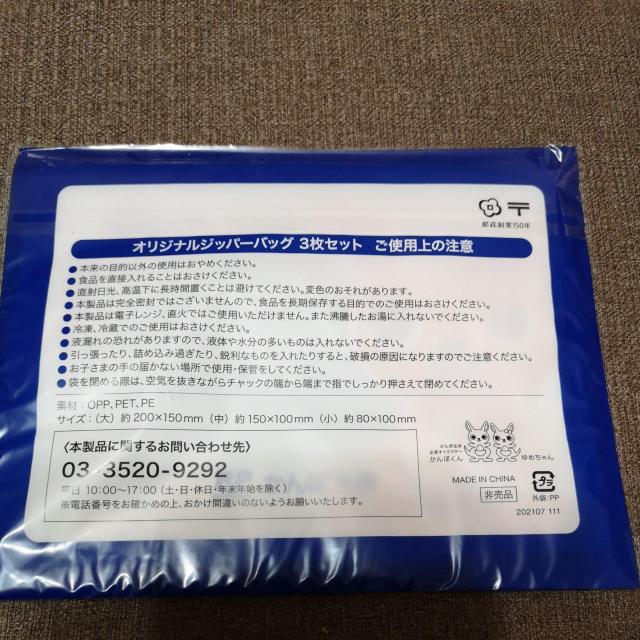 郵政創業150年
オリジナルジッパーバッグ 3枚セット ご使用上の注意
●本来の目的以外の使用はおやめください。
●食品を直接入れることはおさけください。
●直射日光、高温下に長時間置くことは避けてください。変色のおそれがあります。
●本製品は完全密封ではございませんので、食品を長期保存する目的でのご使用はおさけください。
●本製品は電子レンジ、直火ではご使用いただけません。また沸騰したお湯に入れないでください。
●冷凍、冷蔵でのご使用はおさけください。
●液漏れの恐れがありますので、液体や水分の多いものは入れないでください。
●引っ張ったり、詰め込み過ぎたり、鋭利なものを入れたりすると、破損の原因になりますのでご注意ください。
●お子さまの手の届かない場所で使用・保管をしてください。
●袋を閉める際は、空気を抜きながらチャックの端から端まで指でしっかり押さえて閉めてください。
素材：OPP、PET、PE
サイズ：（大）約200×150mm（中）約150×100mm（小）約80×100mm
〈本製品に関するお問い合わせ先〉
03-3520-9292
平日 10:00〜17:00（土・日・休日・年末年始を除く）
※電話番号をお確かめの上、おかけ間違いのないようお願いいたします。
かんぽ生命
企業キャラクター
かんぽくん
ゆめちゃん
MADE IN CHINA
非売品
プラ
外袋：PP
202107 111